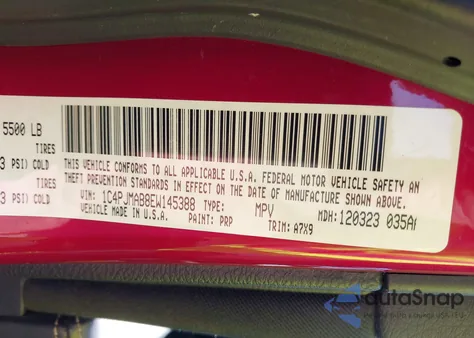 5500 LB
TIRES
3 PSI) COLD
TIRES
3 PSI) COLD
THIS VEHICLE CONFORMS TO ALL APPLICABLE U.S.A. FEDERAL MOTOR VEHICLE SAFETY AN
THEFT PREVENTION STANDARDS IN EFFECT ON THE DATE OF MANUFACTURE SHOWN ABOVE.
VIN: 1C4PJMAB8EW145388 TYPE: MPV MDH: 120323 035A
VEHICLE MADE IN U.S.A. PAINT: PRP TRIM: A7X9
autoSnap